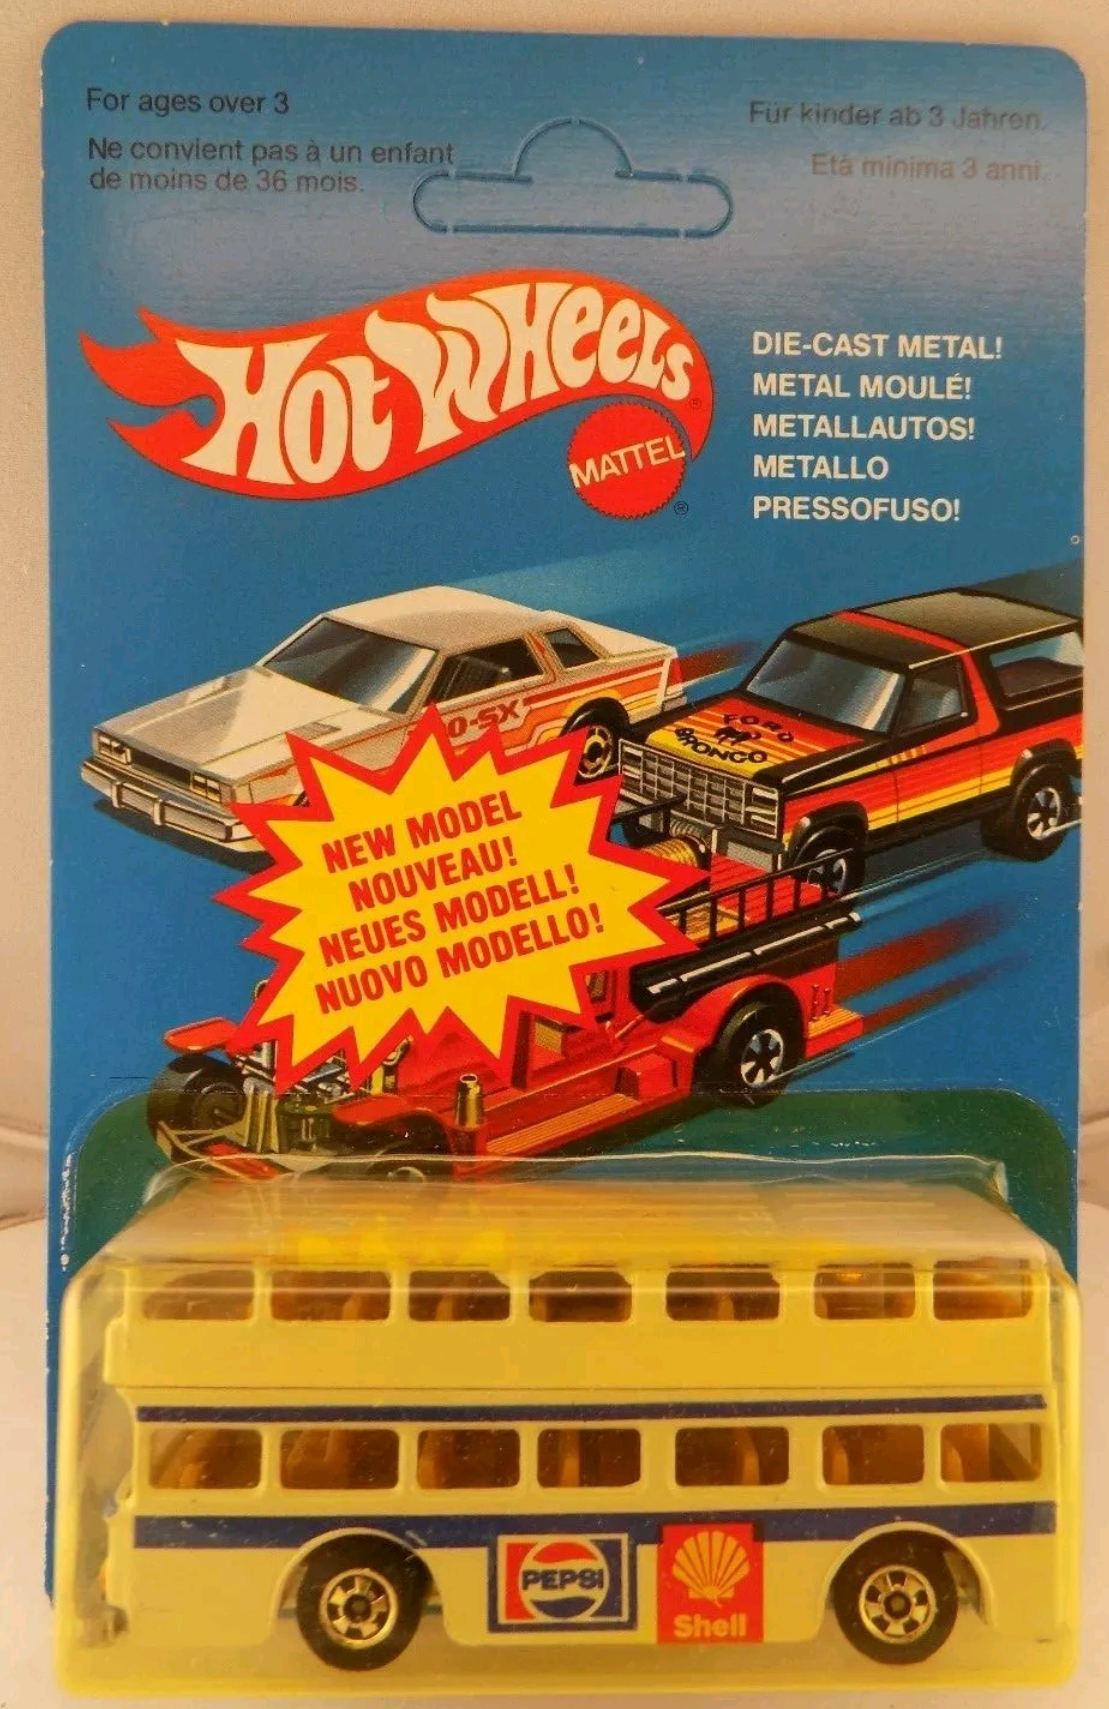 For ages over 3
Ne convient pas à un enfant
de moins de 36 mois.
Für kinder ab 3 Jahren.
Età minima 3 anni.
HOT WHEELS ®
MATTEL ®
DIE-CAST METAL!
METAL MOULÉ!
METALLAUTOS!
METALLO
PRESSOFUSO!
0-SX
FORD
BRONCO
NEW MODEL
NOUVEAU!
NEUES MODELL!
NUOVO MODELLO!
PEPSI
Shell